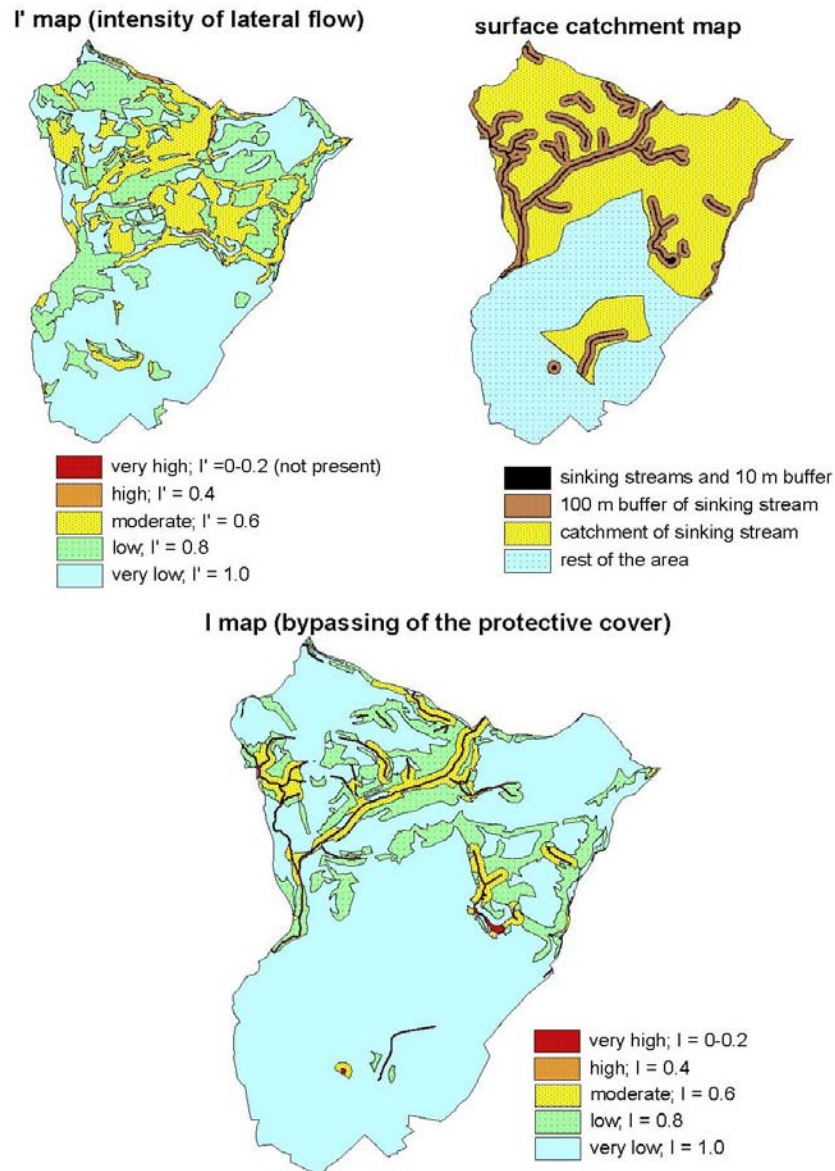 I' map (intensity of lateral flow)
surface catchment map
very high; I' =0-0.2 (not present)
high; I' = 0.4
moderate; I' = 0.6
low; I' = 0.8
very low; I' = 1.0
sinking streams and 10 m buffer
100 m buffer of sinking stream
catchment of sinking stream
rest of the area
I map (bypassing of the protective cover)
very high; I = 0-0.2
high; I = 0.4
moderate; I = 0.6
low; I = 0.8
very low; I = 1.0